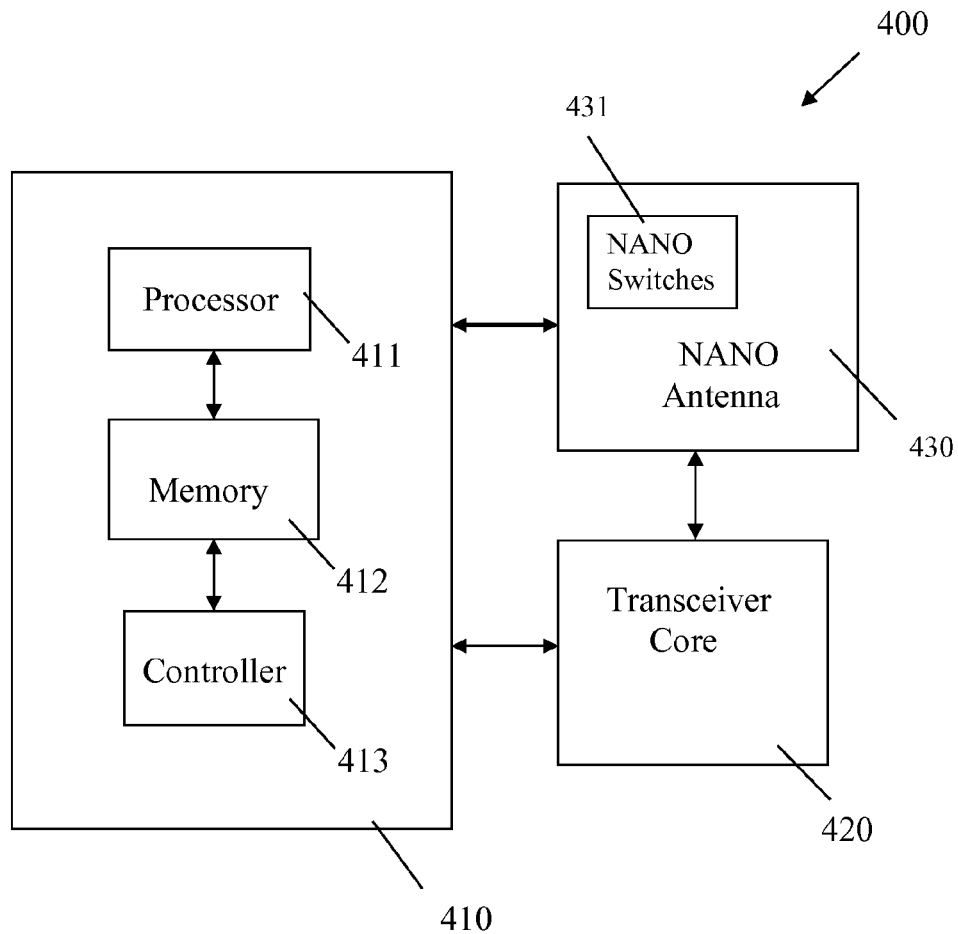 400
431
NANO
Switches
Processor
411
NANO
Antenna
430
Memory
412
Transceiver
Core
Controller
413
420
410